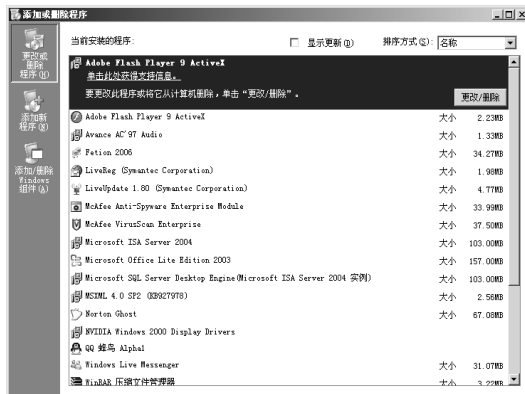 添加或删除程序
当前安装的程序: 显示更新(D) 排序方式(S): 名称
更改或删除程序(H)
添加新程序(N)
添加/删除Windows组件(A)
Adobe Flash Player 9 ActiveX
单击此处获得支持信息。
要更改此程序或将它从计算机删除，单击“更改/删除”。
更改/删除
Adobe Flash Player 9 ActiveX 大小 2.23MB
Avance AC'97 Audio 大小 1.33MB
Fetion 2006 大小 34.27MB
LiveReg (Symantec Corporation) 大小 1.98MB
LiveUpdate 1.80 (Symantec Corporation) 大小 4.77MB
McAfee Anti-Spyware Enterprise Module 大小 33.99MB
McAfee VirusScan Enterprise 大小 37.50MB
Microsoft ISA Server 2004 大小 103.00MB
Microsoft Office Lite Edition 2003 大小 157.00MB
Microsoft SQL Server Desktop Engine(Microsoft ISA Server 2004 实例) 大小 103.00MB
MSXML 4.0 SP2 (KB927978) 大小 2.56MB
Norton Ghost 大小 67.08MB
NVIDIA Windows 2000 Display Drivers
QQ 蜂鸟 Alpha1
Windows Live Messenger 大小 31.07MB
WinRAR 压缩文件管理器 大小 3.22MB